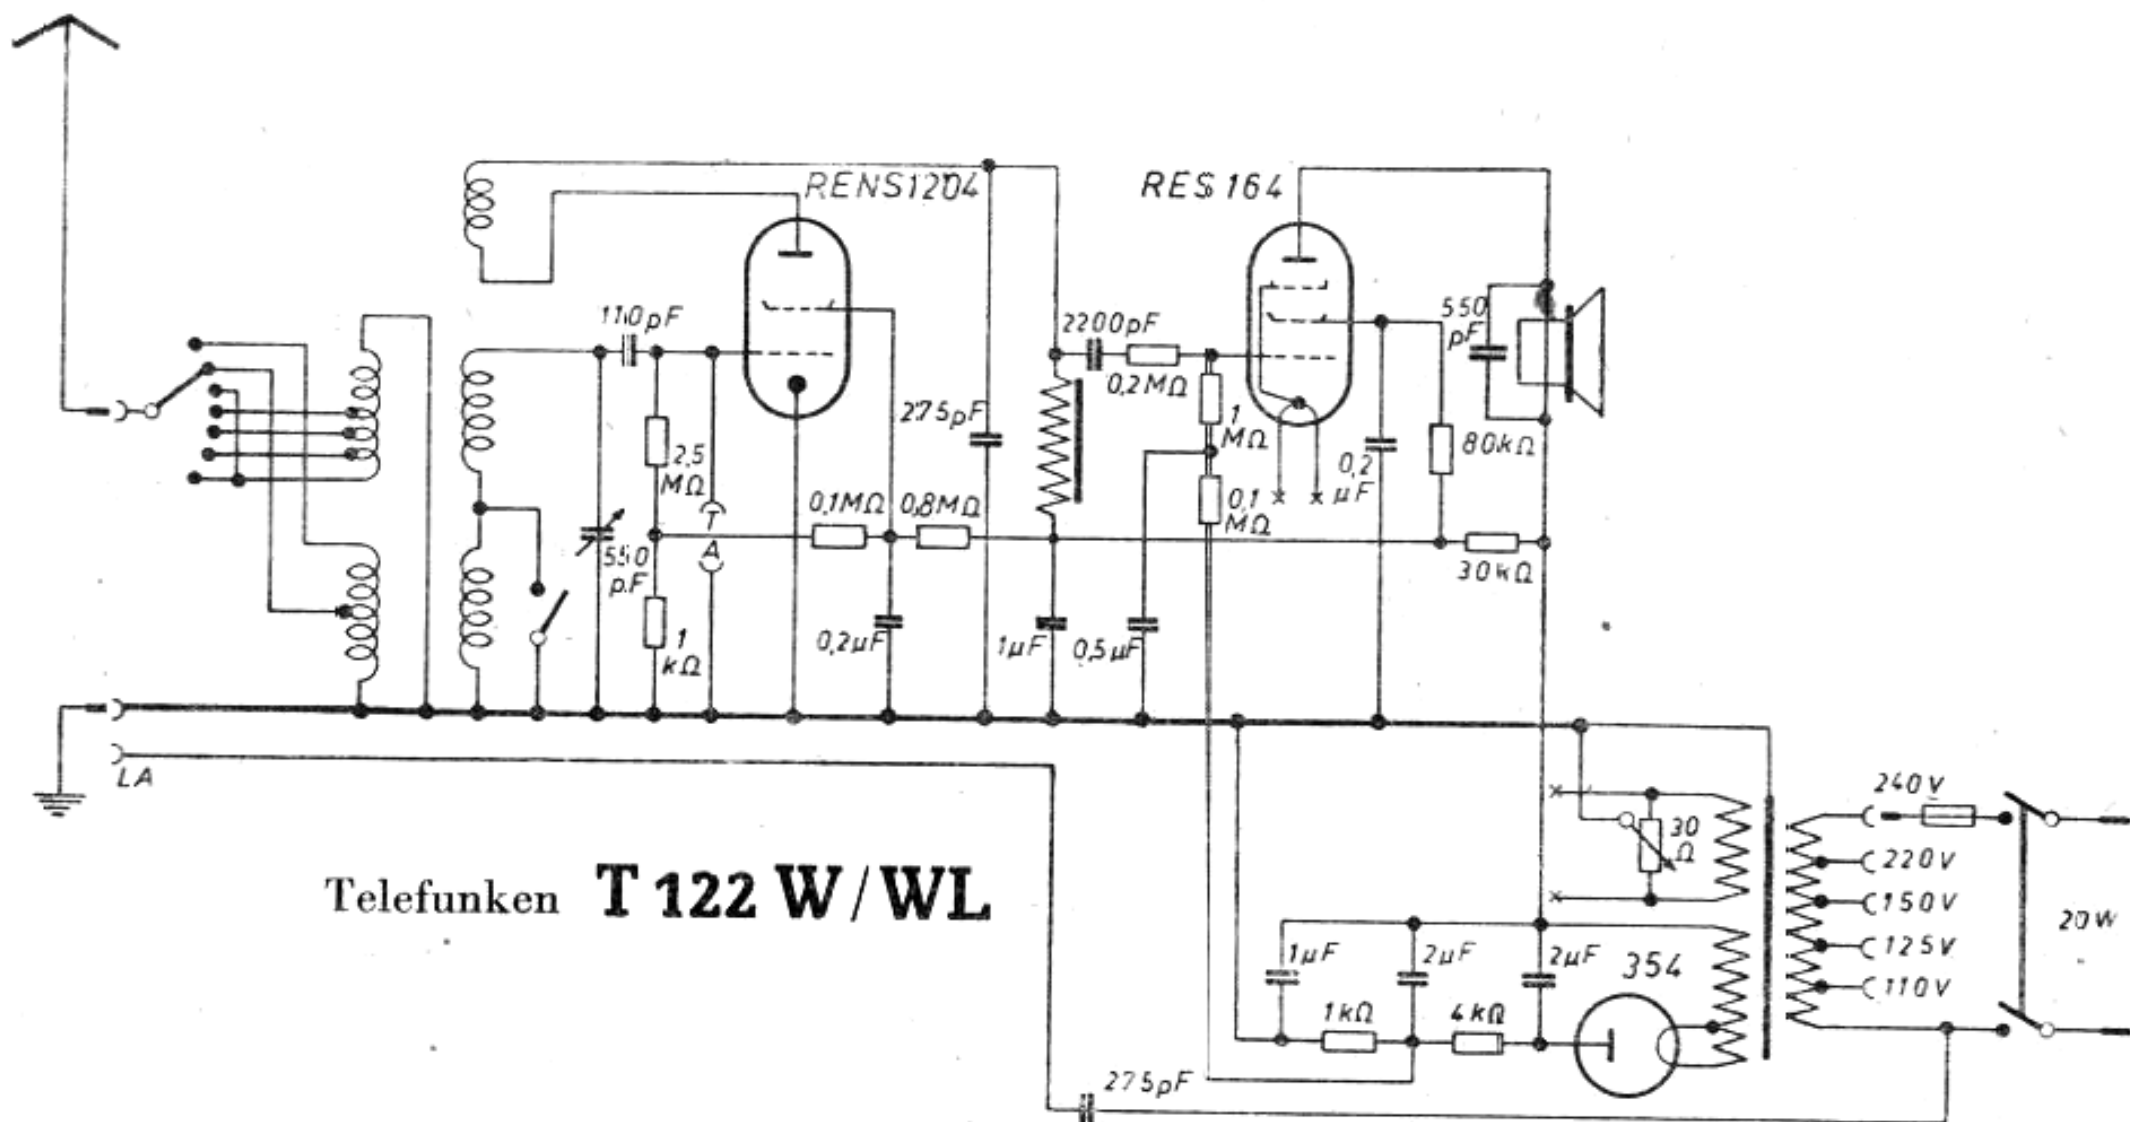 RENS1204
RES 164
110pF
2200pF
550
pF
0,2MΩ
275pF
1
MΩ
80kΩ
2,5
MΩ
0,2
µF
0,1MΩ
0,8MΩ
0,1
MΩ
T
A
550
pF
30kΩ
1
kΩ
0,2µF
1µF
0,5µF
LA
240V
30
Ω
220V
150V
125V
110V
20W
Telefunken T 122 W/WL
1µF
2µF
2µF
354
1kΩ
4kΩ
275pF